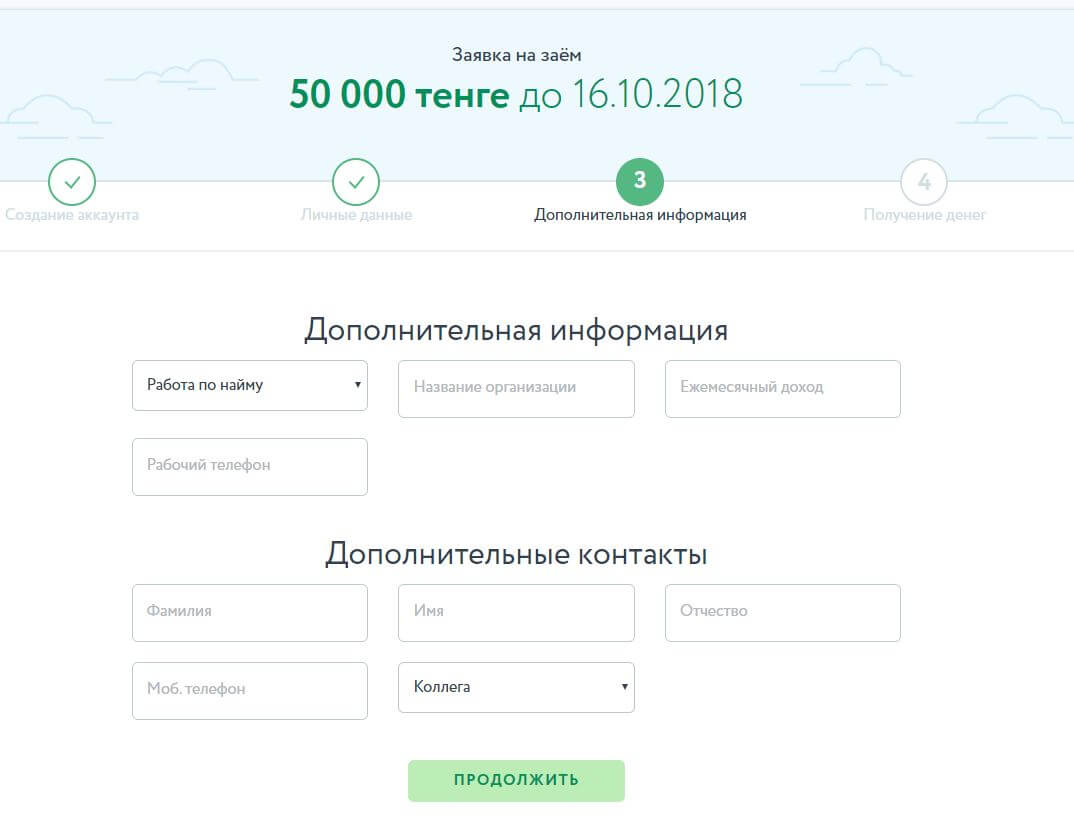 Заявка на заём
50 000 тенге до 16.10.2018
3
4
Создание аккаунта
Личные данные
Дополнительная информация
Получение денег
Дополнительная информация
Работа по найму
Название организации
Ежемесячный доход
Рабочий телефон
Дополнительные контакты
Фамилия
Имя
Отчество
Моб. телефон
Коллега
ПРОДОЛЖИТЬ